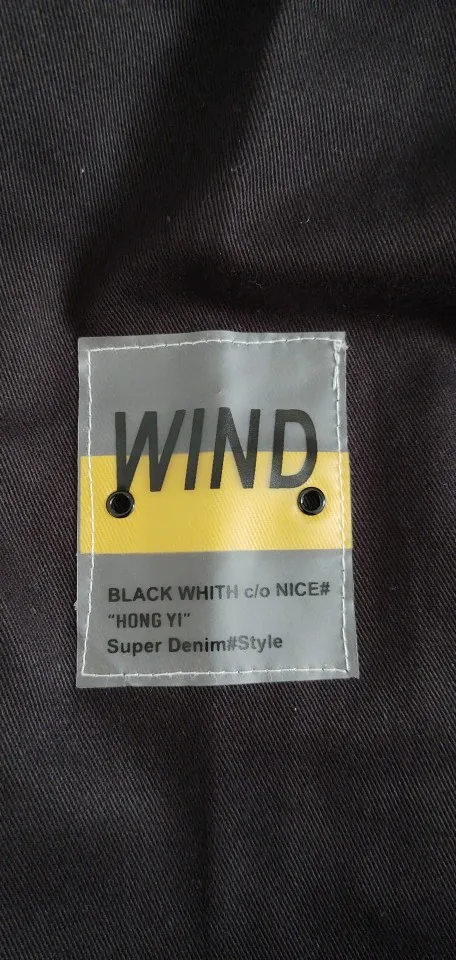 WIND
BLACK WHITH c/o NICE#
"HONG YI"
Super Denim#Style